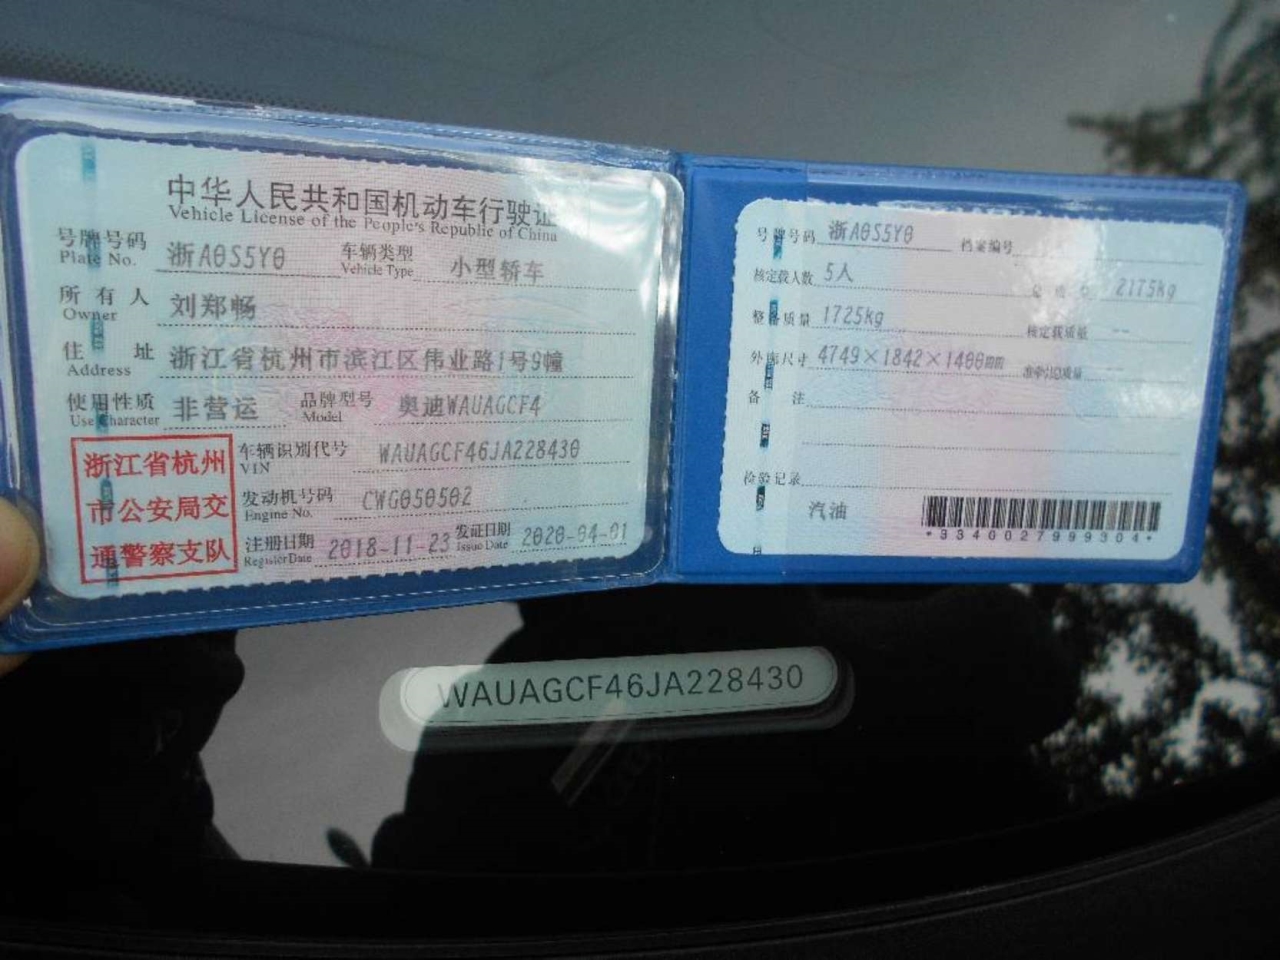 中华人民共和国机动车行驶证
Vehicle License of the People's Republic of China
号牌号码 浙A0S5Y0 车辆类型 小型轿车
Plate No. Vehicle Type
所有人 刘郑畅
Owner
住址 浙江省杭州市滨江区伟业路1号9幢
Address
使用性质 非营运 品牌型号 奥迪WAUAGCF4
Use Character Model
浙江省杭州
市公安局交
通警察支队
车辆识别代号 WAUAGCF46JA228430
VIN
发动机号码 CWG050502
Engine No.
注册日期 2018-11-23 发证日期 2020-04-01
Register Date Issue Date
号牌号码 浙A0S5Y0 档案编号
核定载人数 5人 总质量 2175kg
整备质量 1725kg 核定载质量 --
外廓尺寸 4749×1842×1400mm 准牵引总质量 --
备注
检验记录
汽油
*3340027999304*
WAUAGCF46JA228430